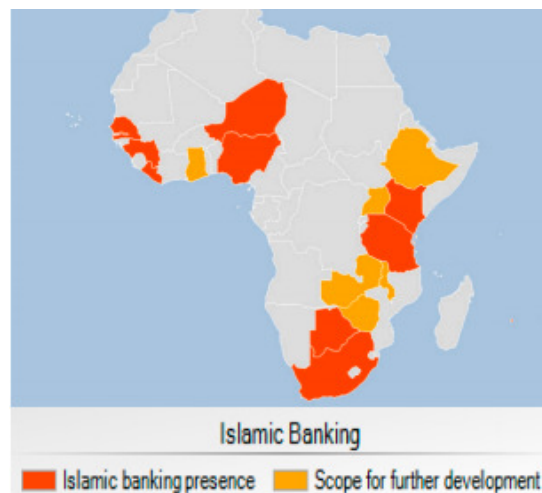 Islamic Banking
Islamic banking presence Scope for further development